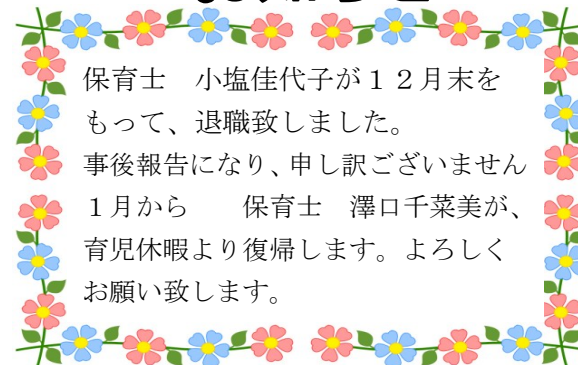 保育士　小塩佳代子が１２月末を
もって、退職致しました。
事後報告になり、申し訳ございません
１月から　　保育士　澤口千菜美が、
育児休暇より復帰します。よろしく
お願い致します。